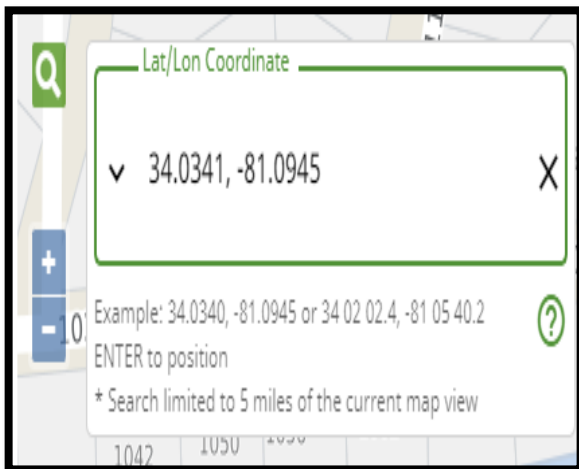 Lat/Lon Coordinate
34.0341, -81.0945
Example: 34.0340, -81.0945 or 34 02 02.4, -81 05 40.2
ENTER to position
* Search limited to 5 miles of the current map view
1042
1050